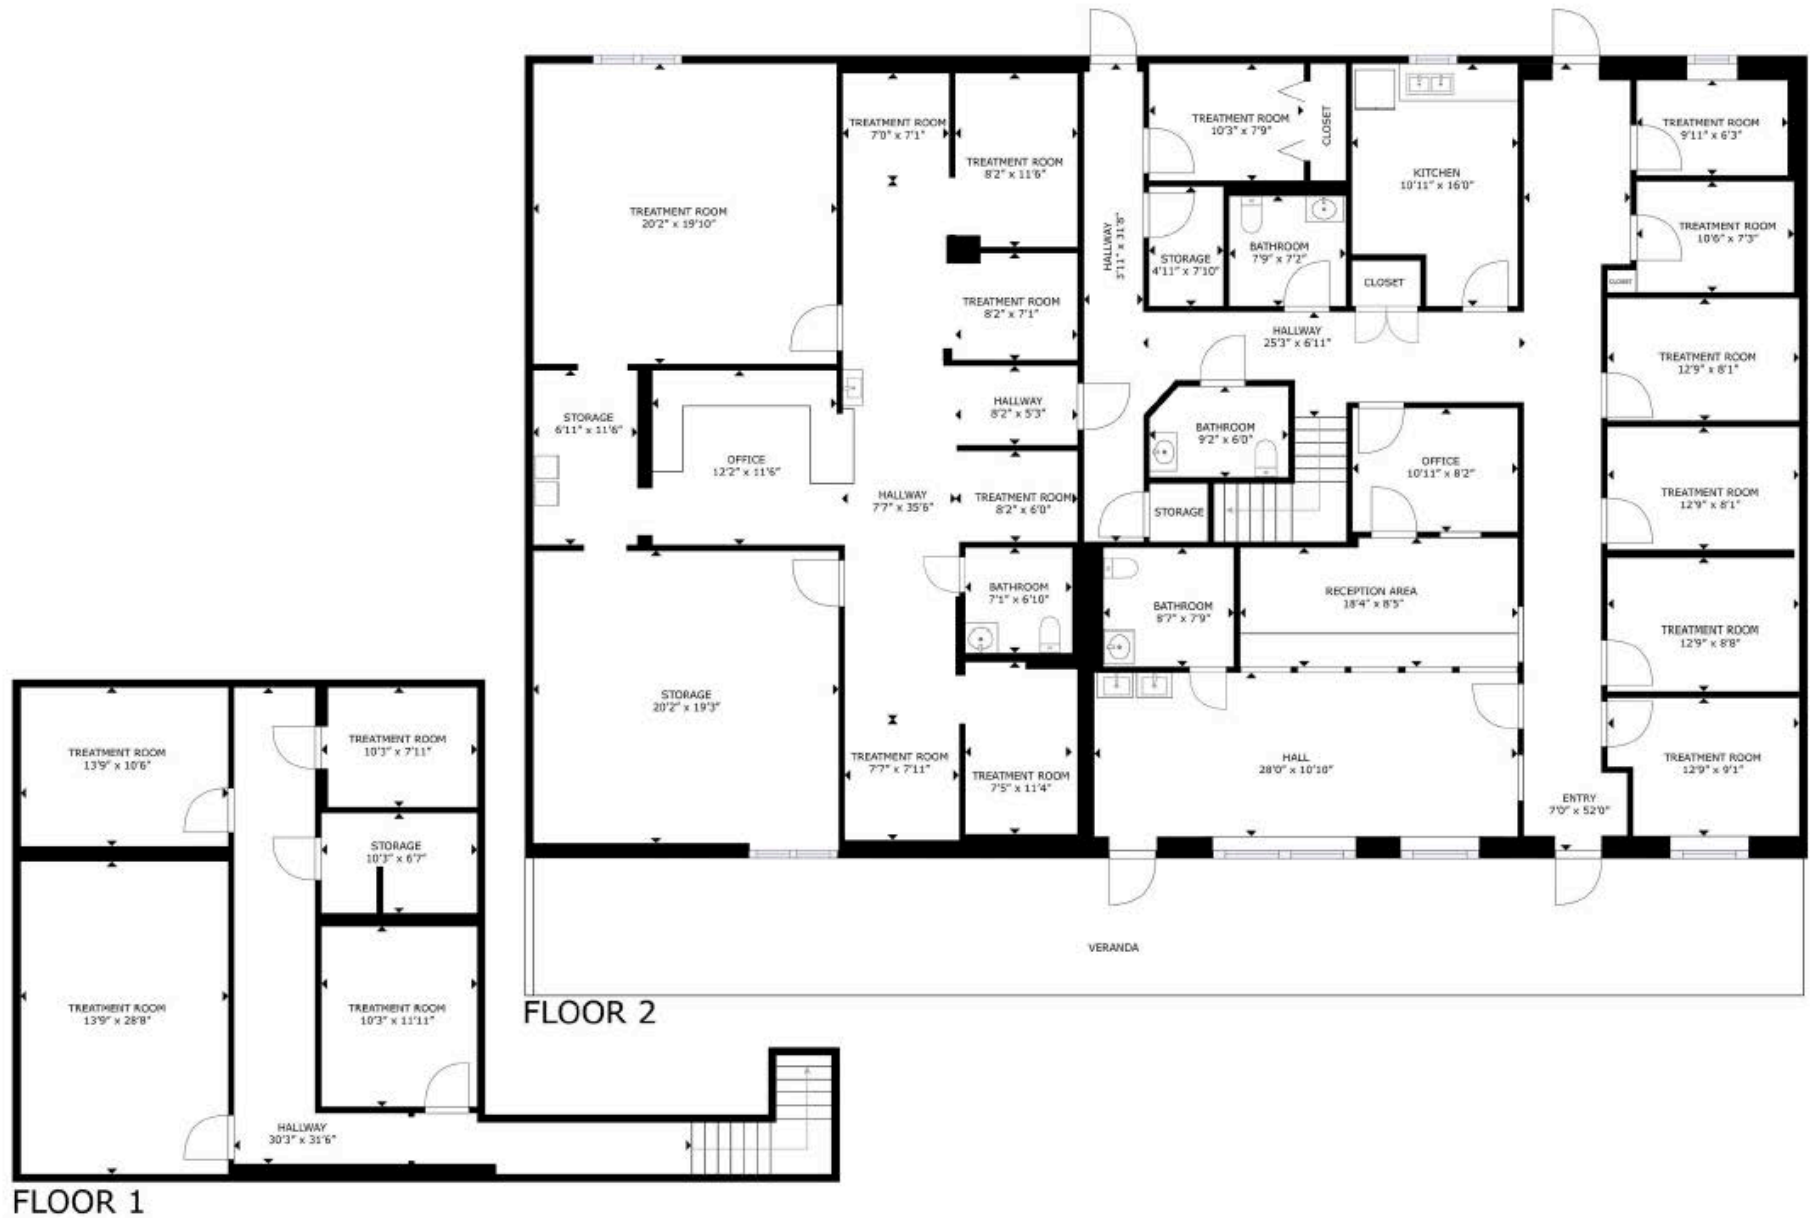 TREATMENT ROOM
20'2" x 19'10"
TREATMENT ROOM
7'0" x 7'1"
TREATMENT ROOM
8'2" x 11'6"
TREATMENT ROOM
8'2" x 7'1"
HALLWAY
8'2" x 5'3"
TREATMENT ROOM
8'2" x 6'0"
STORAGE
6'11" x 11'6"
OFFICE
12'2" x 11'6"
HALLWAY
7'7" x 35'6"
BATHROOM
7'1" x 6'10"
STORAGE
20'2" x 19'3"
TREATMENT ROOM
7'7" x 7'11"
TREATMENT ROOM
7'5" x 11'4"
HALLWAY
5'11" x 31'8"
TREATMENT ROOM
10'3" x 7'9"
CLOSET
STORAGE
4'11" x 7'10"
BATHROOM
7'9" x 7'2"
KITCHEN
10'11" x 16'0"
CLOSET
HALLWAY
25'3" x 6'11"
BATHROOM
9'2" x 6'0"
STORAGE
OFFICE
10'11" x 8'2"
BATHROOM
8'7" x 7'9"
RECEPTION AREA
18'4" x 8'5"
HALL
28'0" x 10'10"
ENTRY
7'0" x 52'0"
TREATMENT ROOM
9'11" x 6'3"
TREATMENT ROOM
10'6" x 7'3"
CLOSET
TREATMENT ROOM
12'9" x 8'1"
TREATMENT ROOM
12'9" x 8'1"
TREATMENT ROOM
12'9" x 8'8"
TREATMENT ROOM
12'9" x 9'1"
VERANDA
FLOOR 2
TREATMENT ROOM
13'9" x 10'6"
TREATMENT ROOM
10'3" x 7'11"
STORAGE
10'3" x 6'7"
TREATMENT ROOM
13'9" x 28'8"
TREATMENT ROOM
10'3" x 11'11"
HALLWAY
30'3" x 31'6"
FLOOR 1